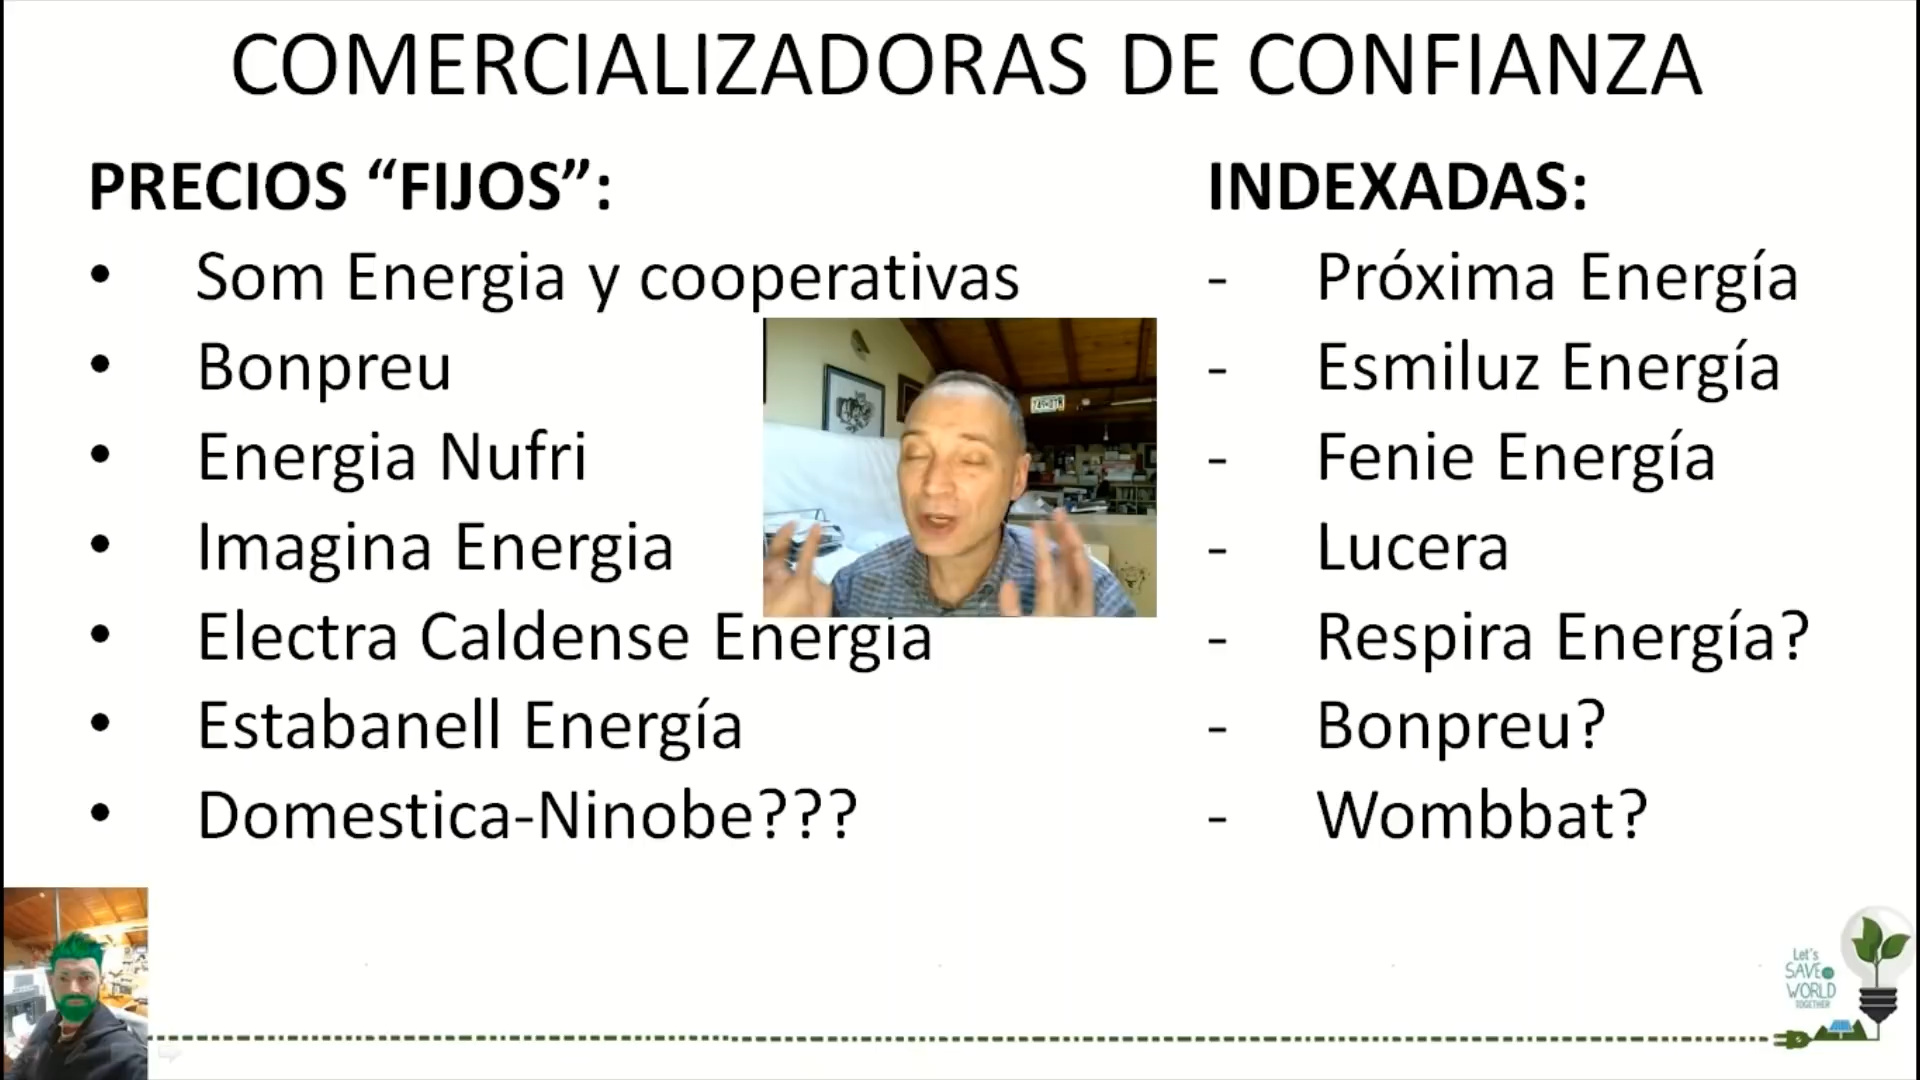 COMERCIALIZADORAS DE CONFIANZA
PRECIOS “FIJOS”:
• Som Energia y cooperativas
• Bonpreu
• Energia Nufri
• Imagina Energia
• Electra Caldense Energia
• Estabanell Energía
• Domestica-Ninobe???
INDEXADAS:
- Próxima Energía
- Esmiluz Energía
- Fenie Energía
- Lucera
- Respira Energía?
- Bonpreu?
- Wombbat?
Let's
SAVE
WORLD
TOGETHER